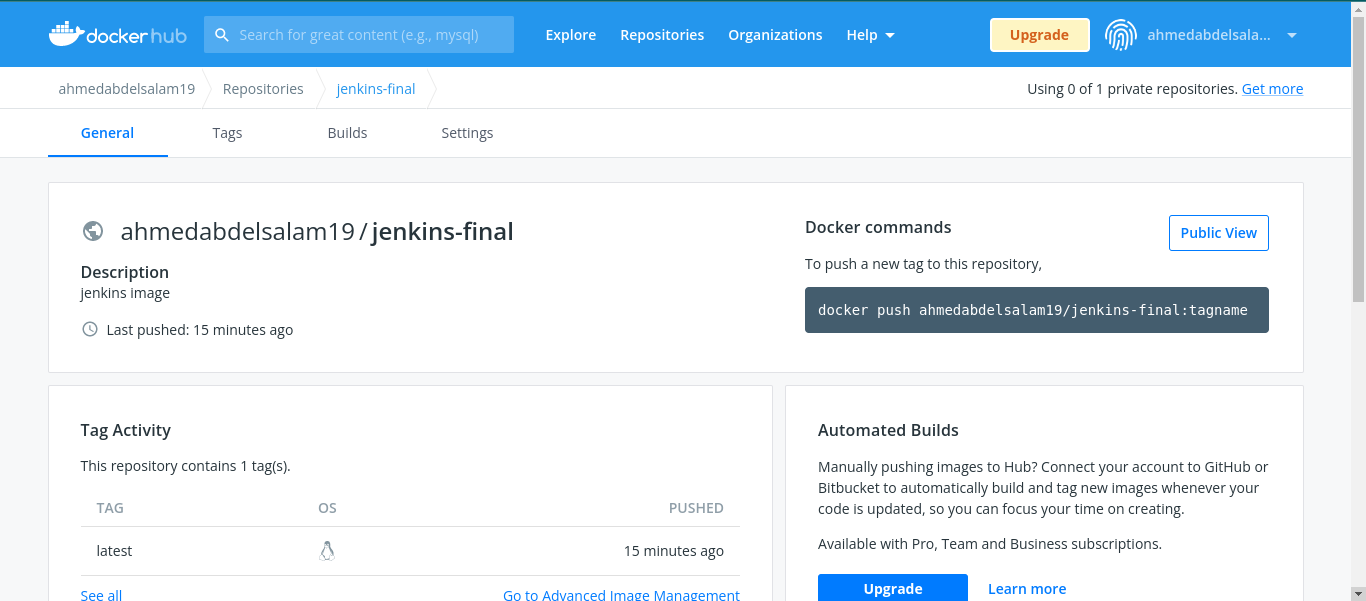 docker hub
Search for great content (e.g., mysql)
Explore
Repositories
Organizations
Help
Upgrade
ahmedabdelsala...
ahmedabdelsalam19
Repositories
jenkins-final
Using 0 of 1 private repositories. Get more
General
Tags
Builds
Settings
ahmedabdelsalam19 / jenkins-final
Description
jenkins image
Last pushed: 15 minutes ago
Docker commands
Public View
To push a new tag to this repository,
docker push ahmedabdelsalam19/jenkins-final:tagname
Tag Activity
This repository contains 1 tag(s).
TAG OS PUSHED
latest 15 minutes ago
See all
Go to Advanced Image Management
Automated Builds
Manually pushing images to Hub? Connect your account to GitHub or
Bitbucket to automatically build and tag new images whenever your
code is updated, so you can focus your time on creating.
Available with Pro, Team and Business subscriptions.
Upgrade
Learn more